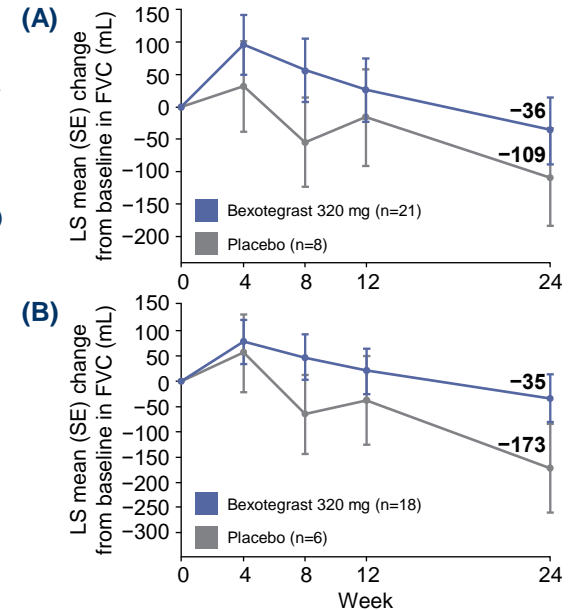 (A)
LS mean (SE) change
from baseline in FVC (mL)
150
100
50
0
−50
−100
−150
−200
−36
−109
Bexotegrast 320 mg (n=21)
Placebo (n=8)
0 4 8 12 24
(B)
LS mean (SE) change
from baseline in FVC (mL)
150
100
50
0
−50
−100
−150
−200
−250
−300
−35
−173
Bexotegrast 320 mg (n=18)
Placebo (n=6)
0 4 8 12 24
Week